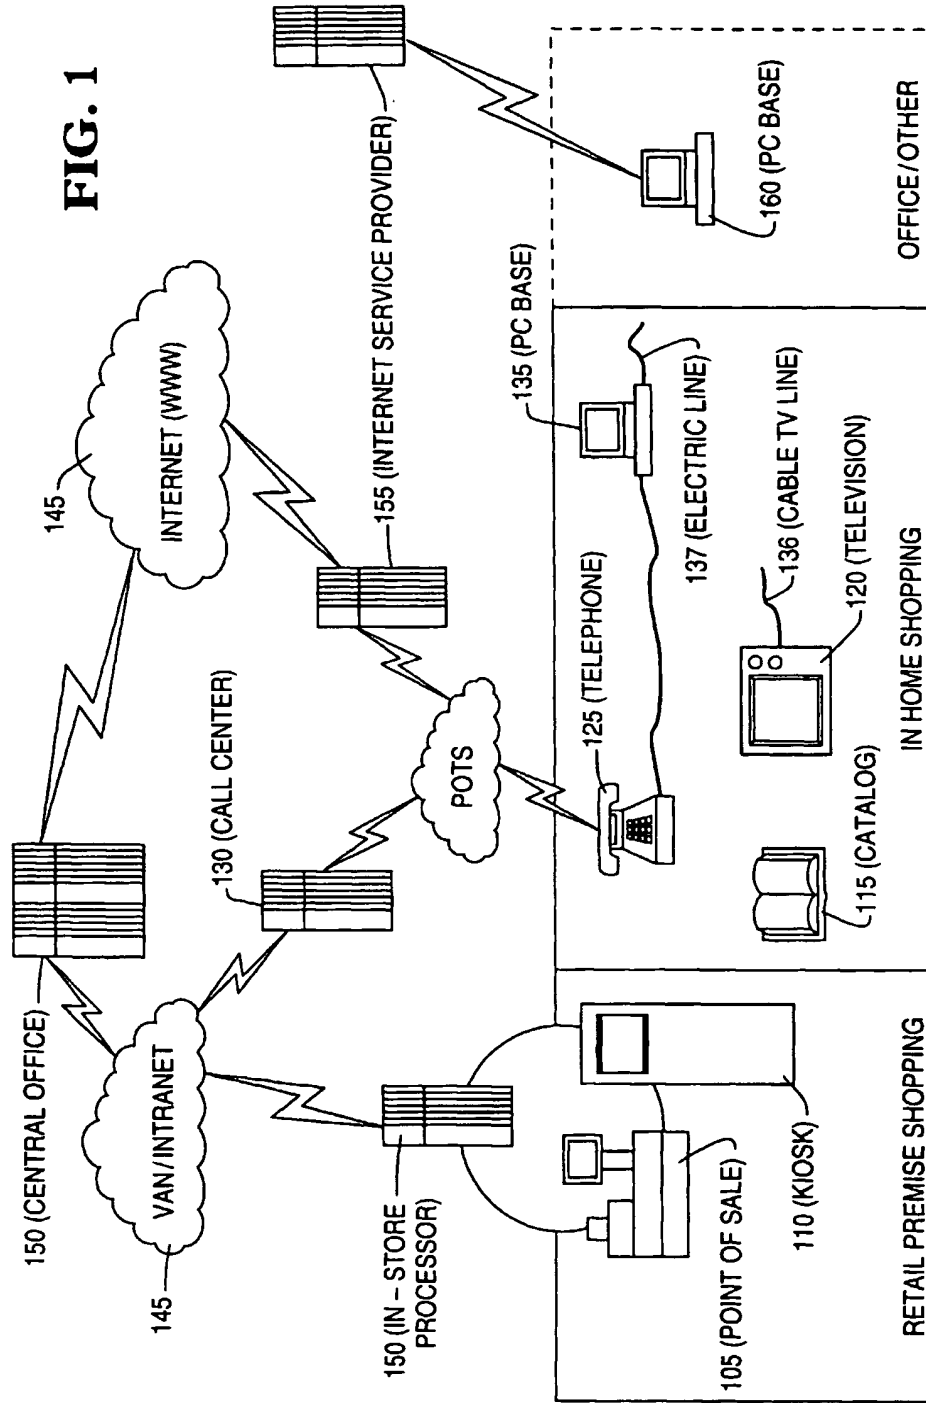 FIG. 1
150 (CENTRAL OFFICE)
145
INTERNET (WWW)
145
VAN/INTRANET
130 (CALL CENTER)
155 (INTERNET SERVICE PROVIDER)
POTS
150 (IN – STORE
PROCESSOR)
125 (TELEPHONE)
135 (PC BASE)
137 (ELECTRIC LINE)
136 (CABLE TV LINE)
120 (TELEVISION)
115 (CATALOG)
160 (PC BASE)
105 (POINT OF SALE)
110 (KIOSK)
RETAIL PREMISE SHOPPING
IN HOME SHOPPING
OFFICE/OTHER